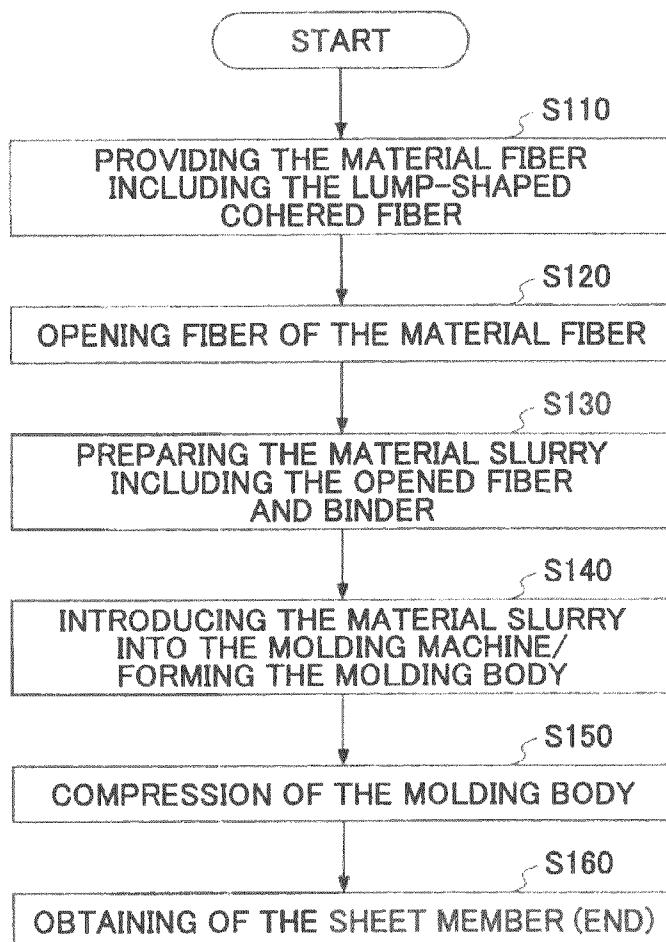 START
S110
PROVIDING THE MATERIAL FIBER
INCLUDING THE LUMP-SHAPED
COHERED FIBER
S120
OPENING FIBER OF THE MATERIAL FIBER
S130
PREPARING THE MATERIAL SLURRY
INCLUDING THE OPENED FIBER
AND BINDER
S140
INTRODUCING THE MATERIAL SLURRY
INTO THE MOLDING MACHINE/
FORMING THE MOLDING BODY
S150
COMPRESSION OF THE MOLDING BODY
S160
OBTAINING OF THE SHEET MEMBER (END)